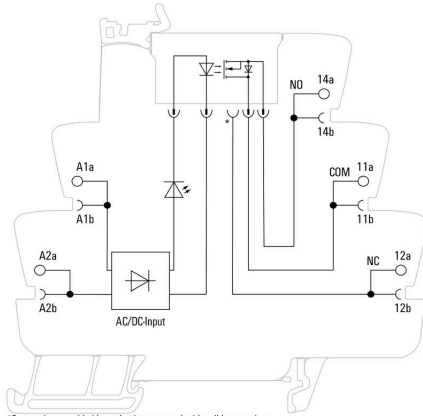 NO
14a
*
14b
A1a
COM
11a
A1b
11b
A2a
NC
12a
A2b
12b
AC/DC-Input